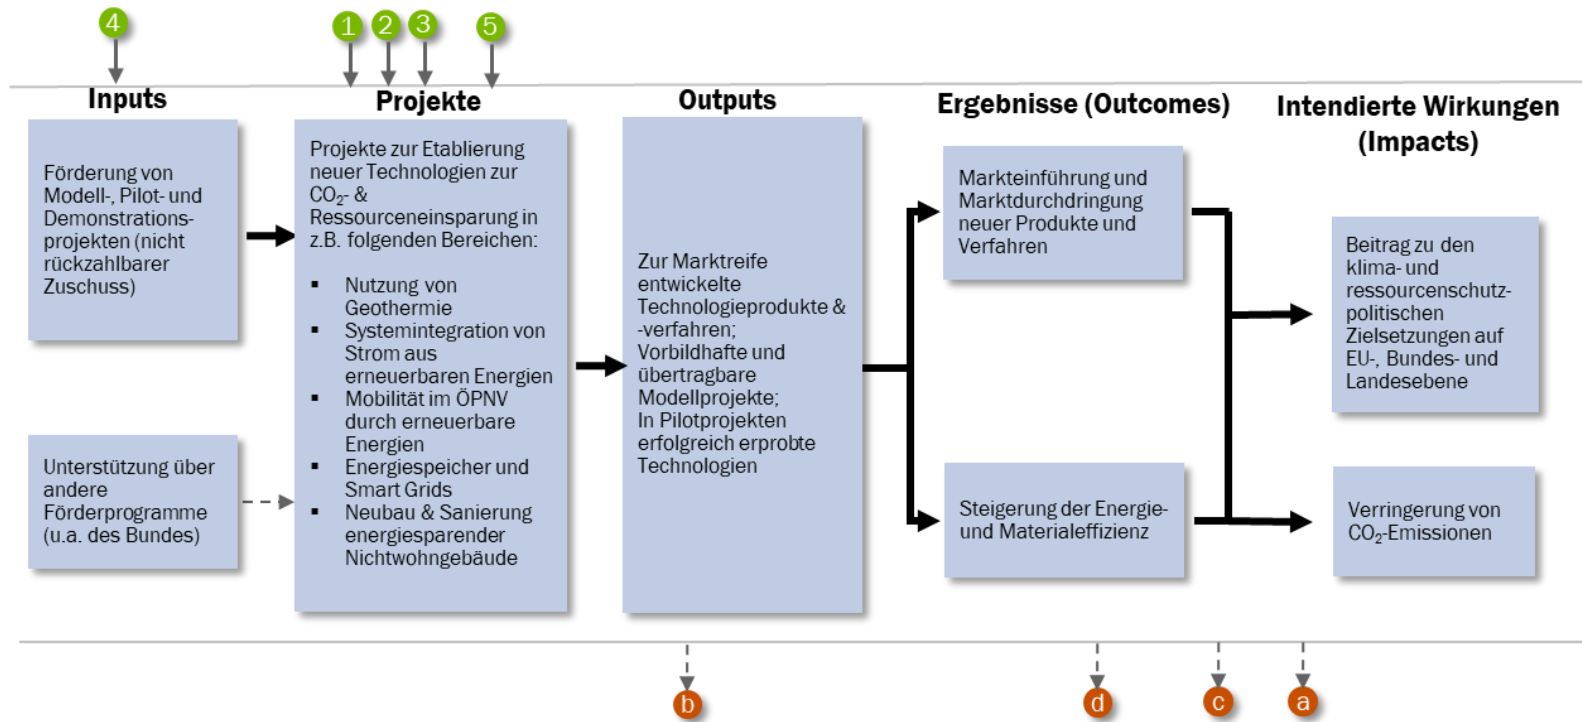 4
1
2
3
5
Inputs
Projekte
Outputs
Ergebnisse (Outcomes)
Intendierte Wirkungen
(Impacts)
Förderung von
Modell-, Pilot- und
Demonstrations-
projekten (nicht
rückzahlbarer
Zuschuss)
Unterstützung über
andere
Förderprogramme
(u.a. des Bundes)
Projekte zur Etablierung
neuer Technologien zur
CO₂- &
Ressourceneinsparung in
z.B. folgenden Bereichen:
▪ Nutzung von
Geothermie
▪ Systemintegration von
Strom aus
erneuerbaren Energien
▪ Mobilität im ÖPNV
durch erneuerbare
Energien
▪ Energiespeicher und
Smart Grids
▪ Neubau & Sanierung
energiesparender
Nichtwohngebäude
Zur Marktreife
entwickelte
Technologieprodukte &
-verfahren;
Vorbildhafte und
übertragbare
Modellprojekte;
In Pilotprojekten
erfolgreich erprobte
Technologien
Markteinführung und
Marktdurchdringung
neuer Produkte und
Verfahren
Steigerung der Energie-
und Materialeffizienz
Beitrag zu den
klima- und
ressourcenschutz-
politischen
Zielsetzungen auf
EU-, Bundes- und
Landesebene
Verringerung von
CO₂-Emissionen
b
d
c
a